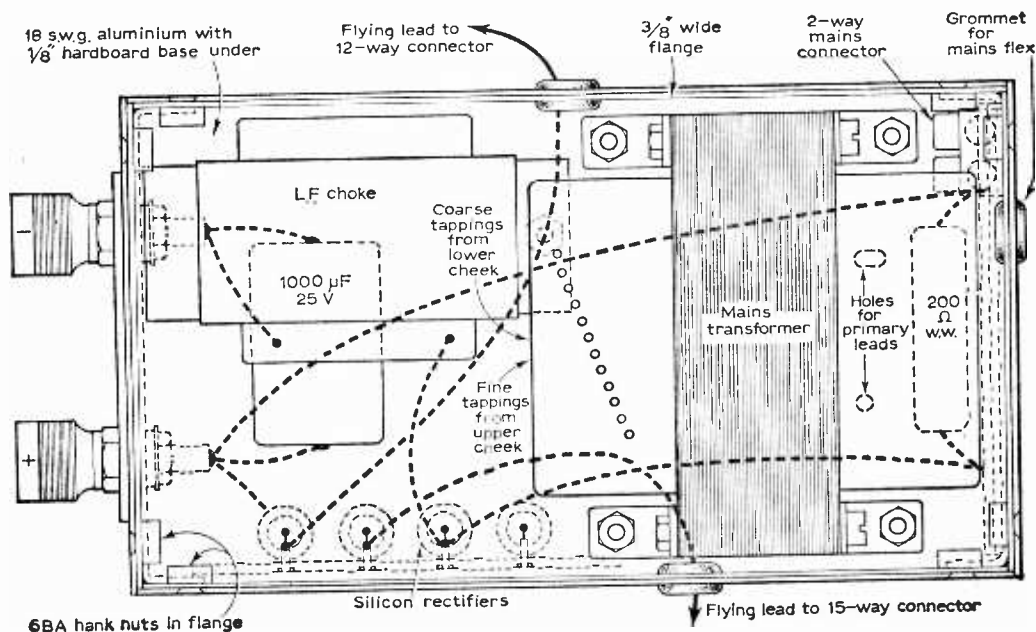 18 s.w.g. aluminium with
1/8" hardboard base under
Flying lead to
12-way connector
3/8" wide
flange
2-way
mains
connector
Grommet
for
mains flex
L.F choke
-
1000 µF
25 V
Coarse
tappings
from
lower
cheek
Mains
transformer
Holes
for
primary
leads
200
Ω
w.w.
Fine
tappings
from
upper
cheek
+
Silicon rectifiers
Flying lead to 15-way connector
6BA hank nuts in flange